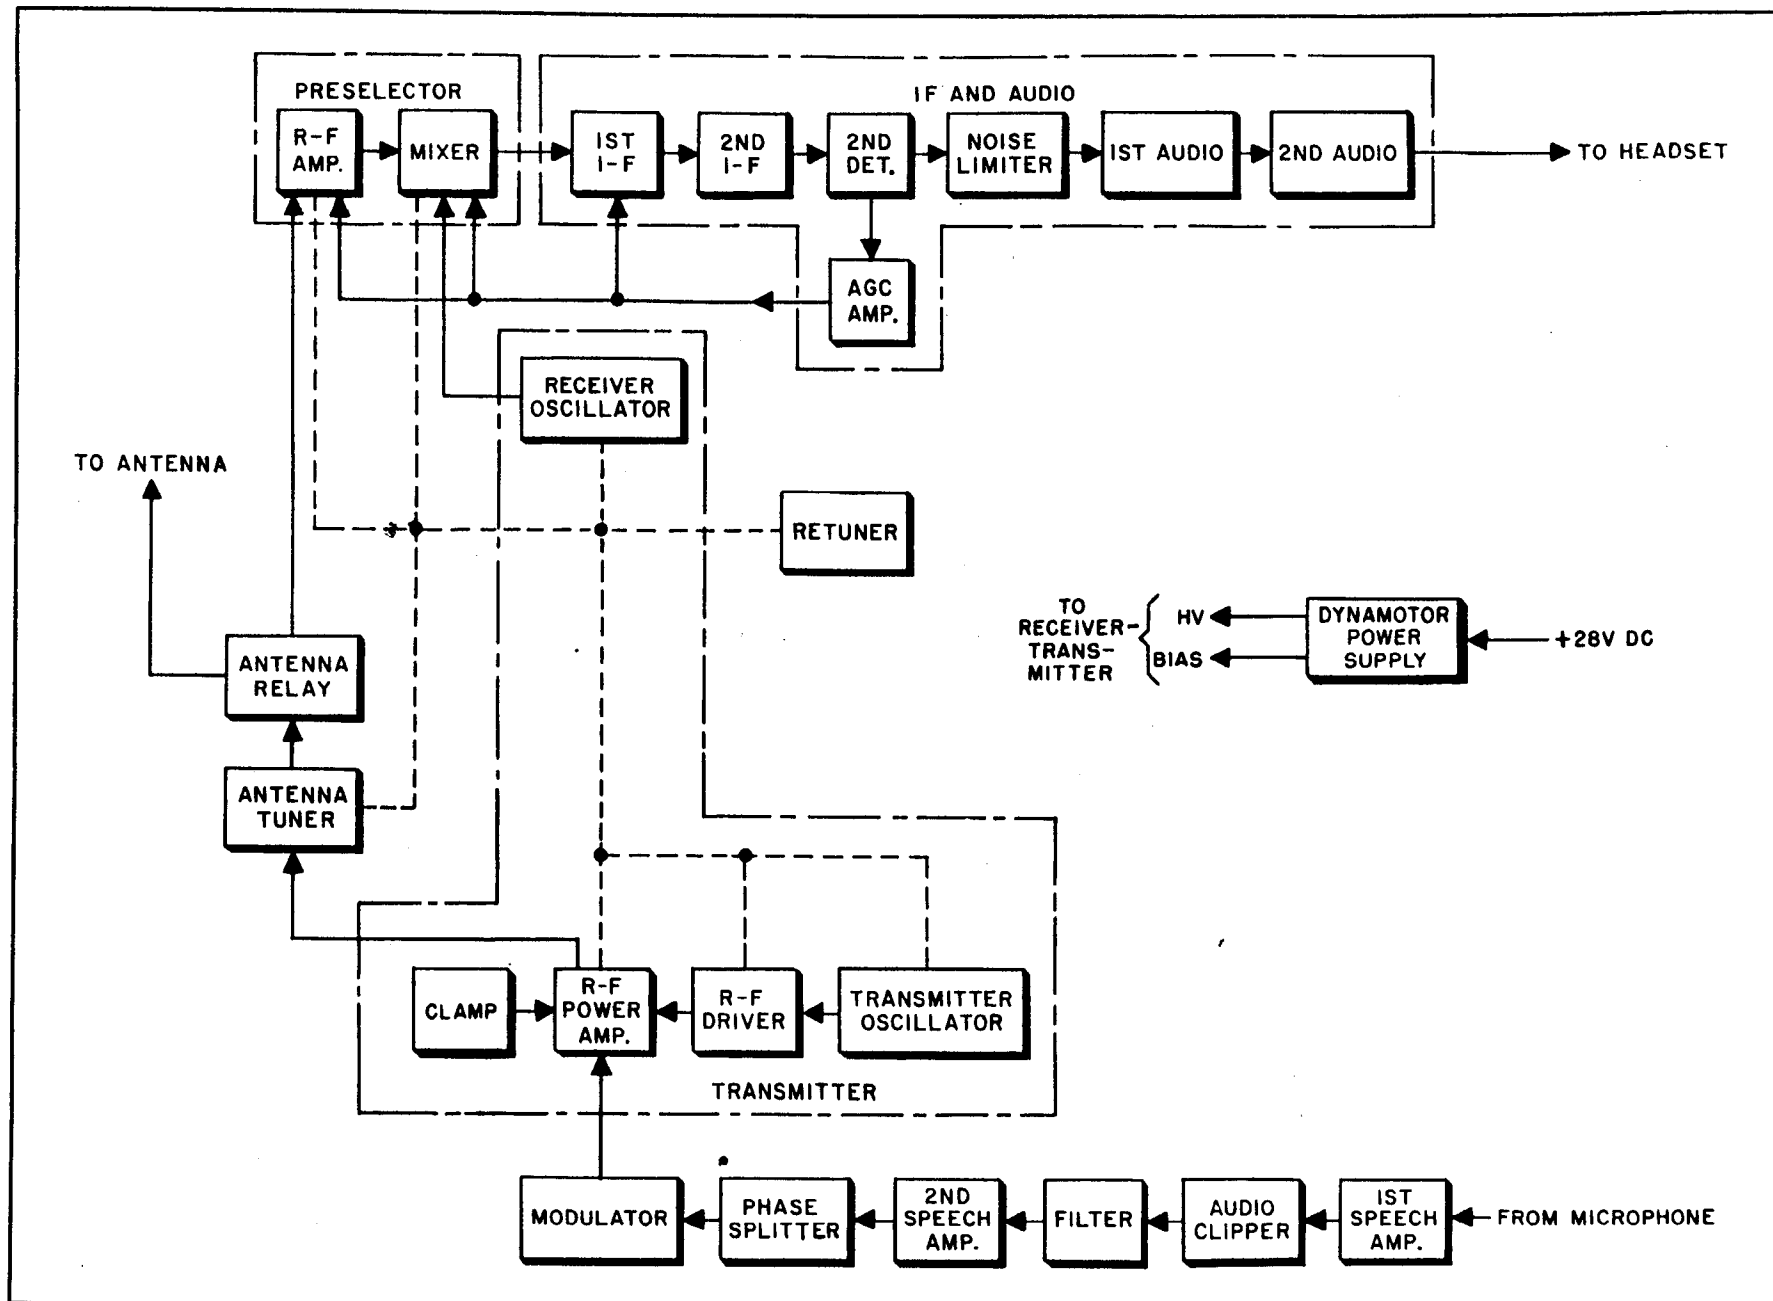 PRESELECTOR
R-F
AMP.
MIXER
IF AND AUDIO
1ST
I-F
2ND
I-F
2ND
DET.
NOISE
LIMITER
1ST AUDIO
2ND AUDIO
TO HEADSET
AGC
AMP.
RECEIVER
OSCILLATOR
TO ANTENNA
RETUNER
ANTENNA
RELAY
ANTENNA
TUNER
TO
RECEIVER-
TRANS-
MITTER
HV
BIAS
DYNAMOTOR
POWER
SUPPLY
+28V DC
CLAMP
R-F
POWER
AMP.
R-F
DRIVER
TRANSMITTER
OSCILLATOR
TRANSMITTER
MODULATOR
PHASE
SPLITTER
2ND
SPEECH
AMP.
FILTER
AUDIO
CLIPPER
1ST
SPEECH
AMP.
FROM MICROPHONE